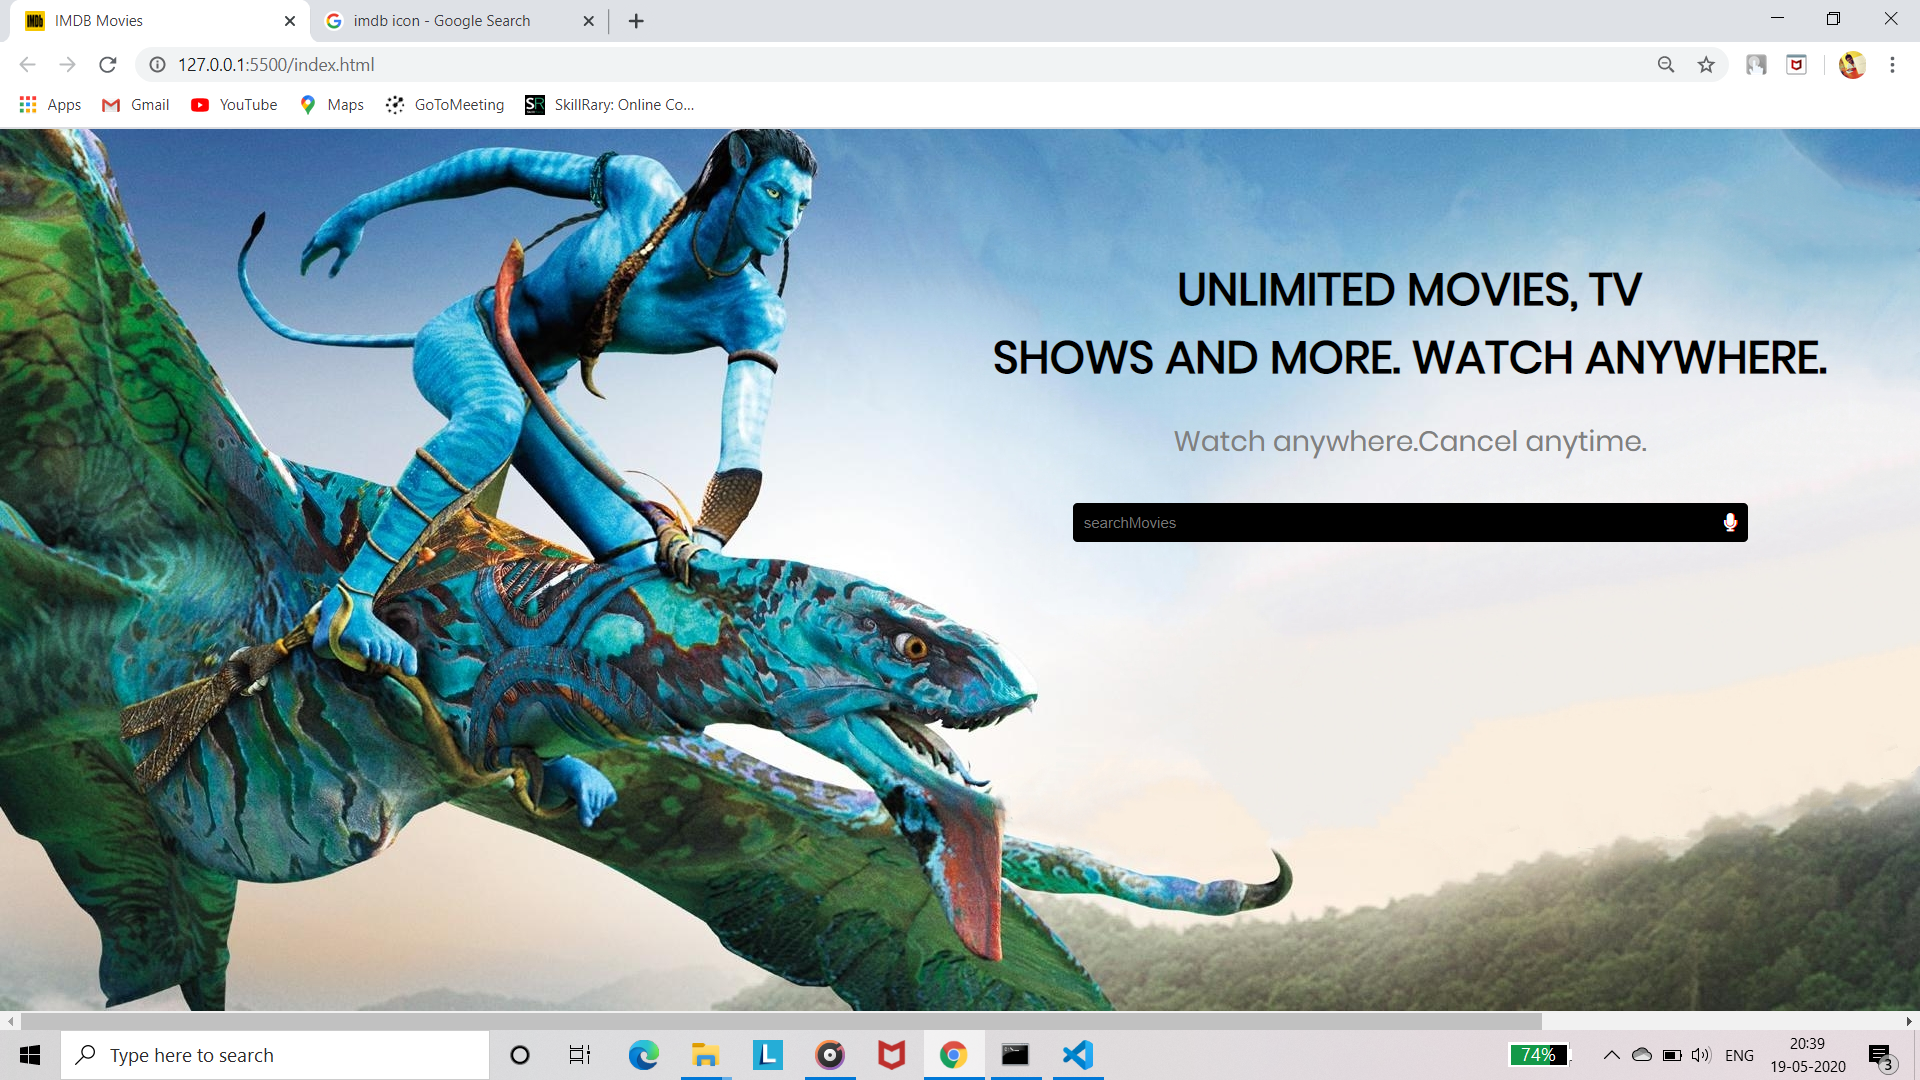 IMDb IMDB Movies
imdb icon - Google Search
127.0.0.1:5500/index.html
Apps Gmail YouTube Maps GoToMeeting SR SkillRary: Online Co...
UNLIMITED MOVIES, TV
SHOWS AND MORE. WATCH ANYWHERE.
Watch anywhere.Cancel anytime.
searchMovies
Type here to search
L
74%
ENG
20:39
19-05-2020
3